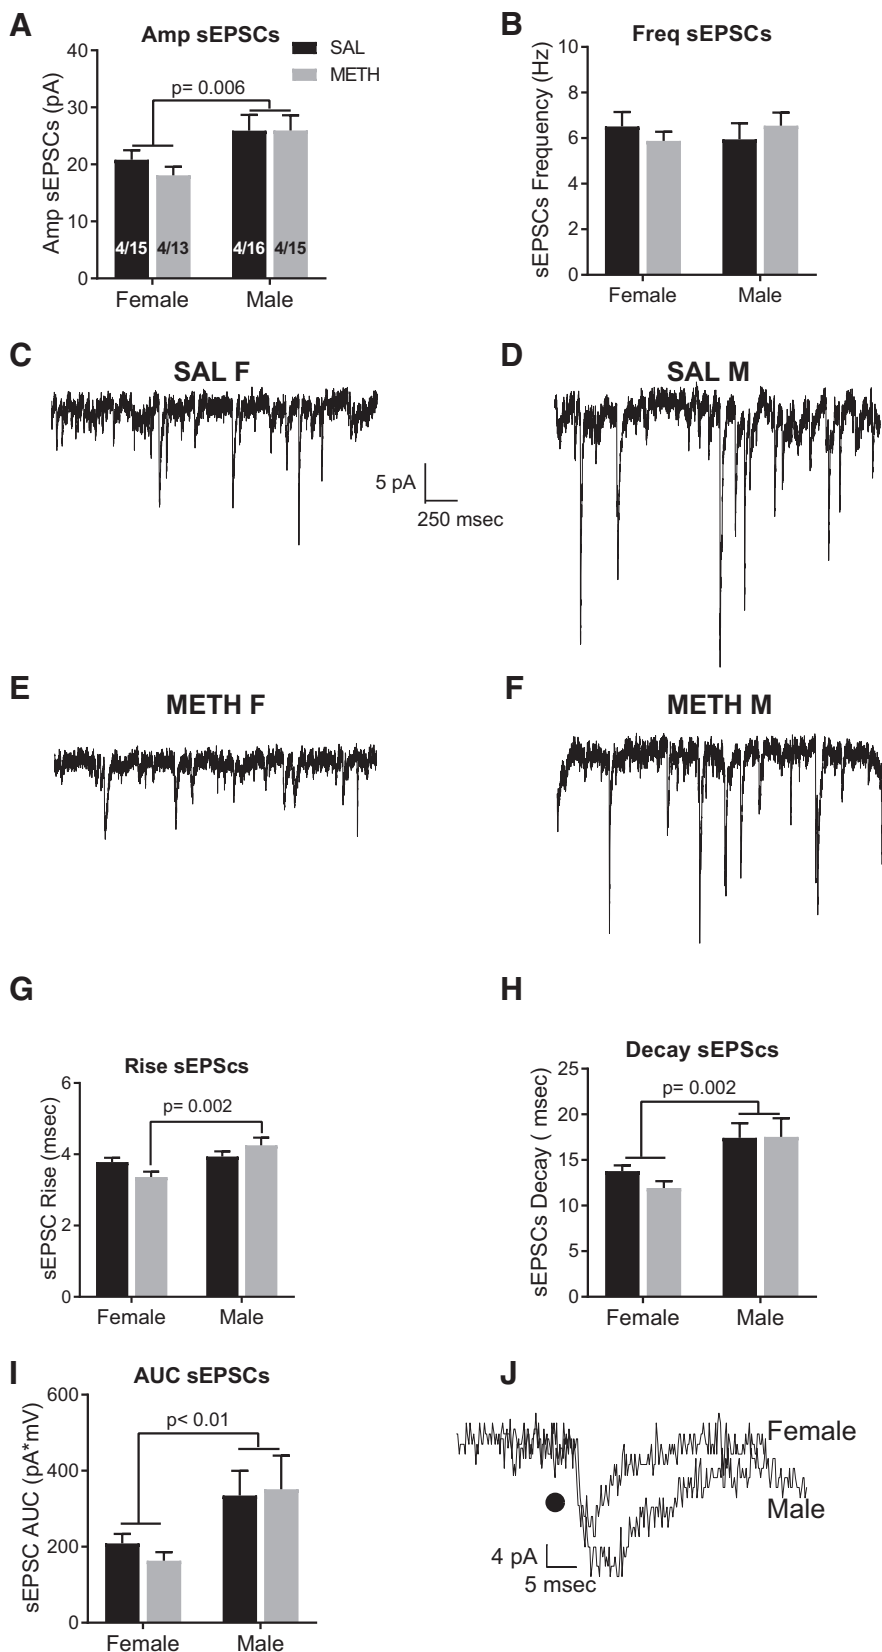 A
Amp sEPSCs
SAL
METH
Amp sEPSCs (pA)
40
30
20
10
0
p= 0.006
4/15
4/13
4/16
4/15
Female
Male
B
Freq sEPSCs
sEPSCs Frequency (Hz)
10
8
6
4
2
0
Female
Male
C
SAL F
5 pA
250 msec
D
SAL M
E
METH F
F
METH M
G
Rise sEPScs
sEPSC Rise (msec)
6
4
2
0
p= 0.002
Female
Male
H
Decay sEPScs
sEPSCs Decay ( msec)
25
20
15
10
5
0
p= 0.002
Female
Male
I
AUC sEPSCs
sEPSC AUC (pA*mV)
600
400
200
0
p< 0.01
Female
Male
J
Female
Male
4 pA
5 msec